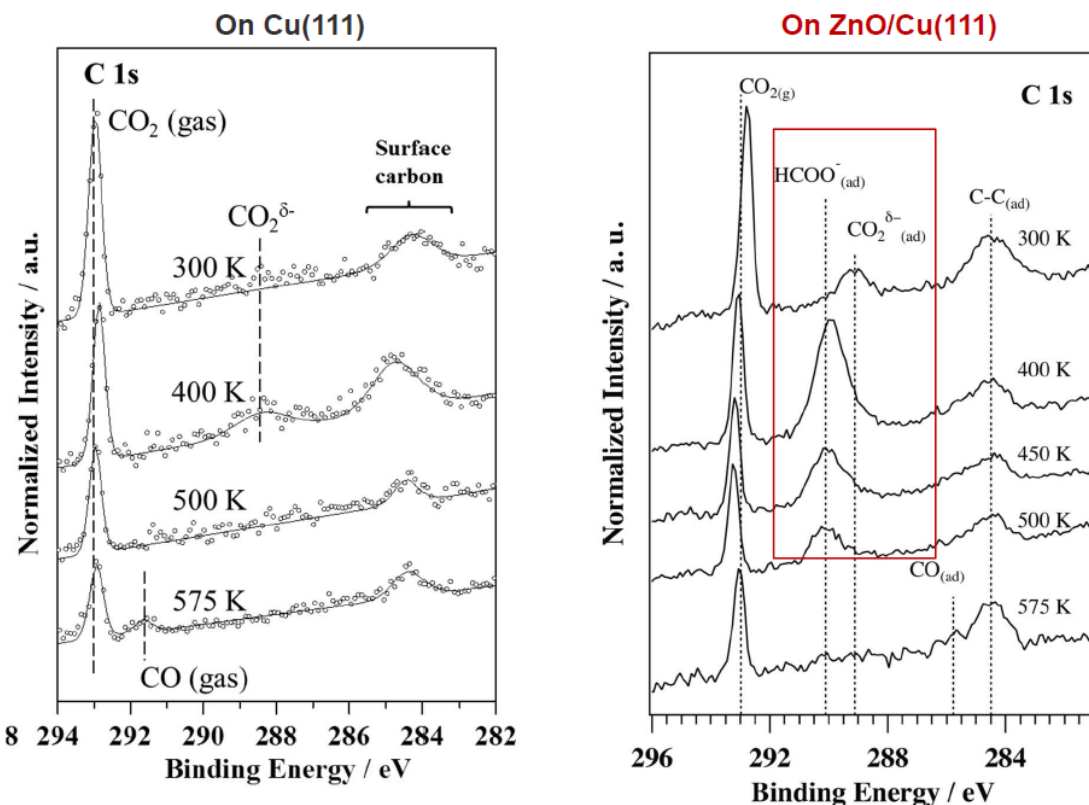 On Cu(111)
C 1s
CO₂ (gas)
Surface
carbon
CO₂^δ-
300 K
400 K
500 K
575 K
CO (gas)
Normalized Intensity / a.u.
8 294 292 290 288 286 284 282
Binding Energy / eV
On ZnO/Cu(111)
CO₂(g)
C 1s
HCOO⁻(ad)
CO₂^δ−(ad)
C-C(ad)
300 K
400 K
450 K
500 K
CO(ad)
575 K
Normalized Intensity / a. u.
296 292 288 284
Binding Energy / eV